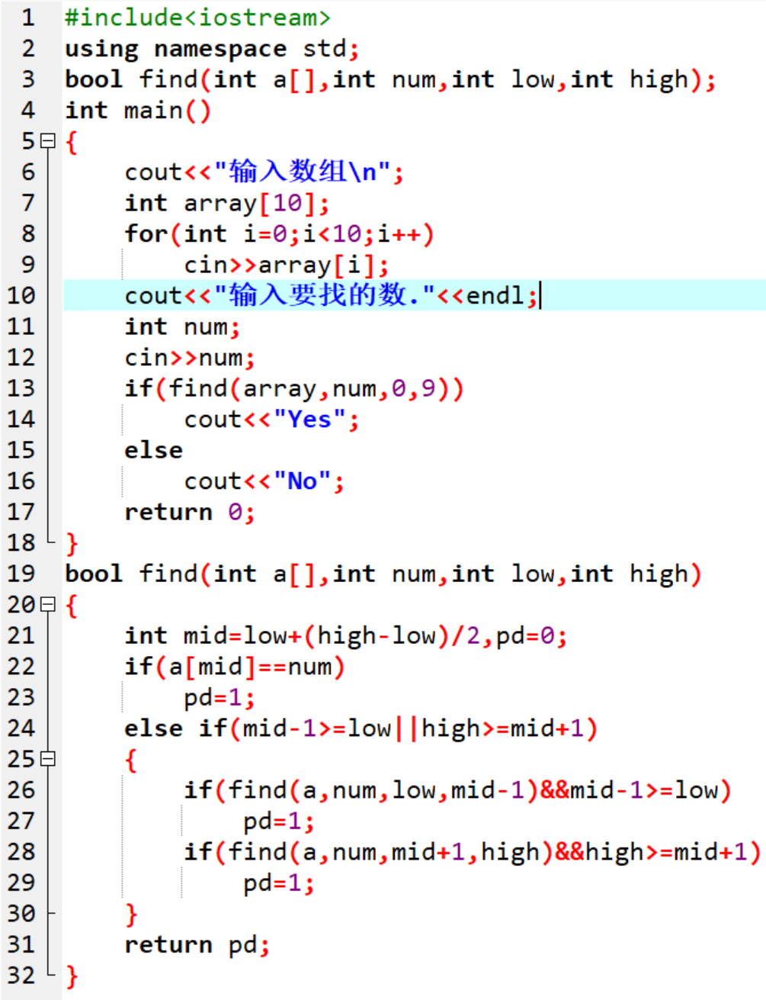 1 #include<iostream>
2 using namespace std;
3 bool find(int a[],int num,int low,int high);
4 int main()
5 {
6 cout<<"输入数组\n";
7 int array[10];
8 for(int i=0;i<10;i++)
9 cin>>array[i];
10 cout<<"输入要找的数."<<endl;
11 int num;
12 cin>>num;
13 if(find(array,num,0,9))
14 cout<<"Yes";
15 else
16 cout<<"No";
17 return 0;
18 }
19 bool find(int a[],int num,int low,int high)
20 {
21 int mid=low+(high-low)/2,pd=0;
22 if(a[mid]==num)
23 pd=1;
24 else if(mid-1>=low||high>=mid+1)
25 {
26 if(find(a,num,low,mid-1)&&mid-1>=low)
27 pd=1;
28 if(find(a,num,mid+1,high)&&high>=mid+1)
29 pd=1;
30 }
31 return pd;
32 }